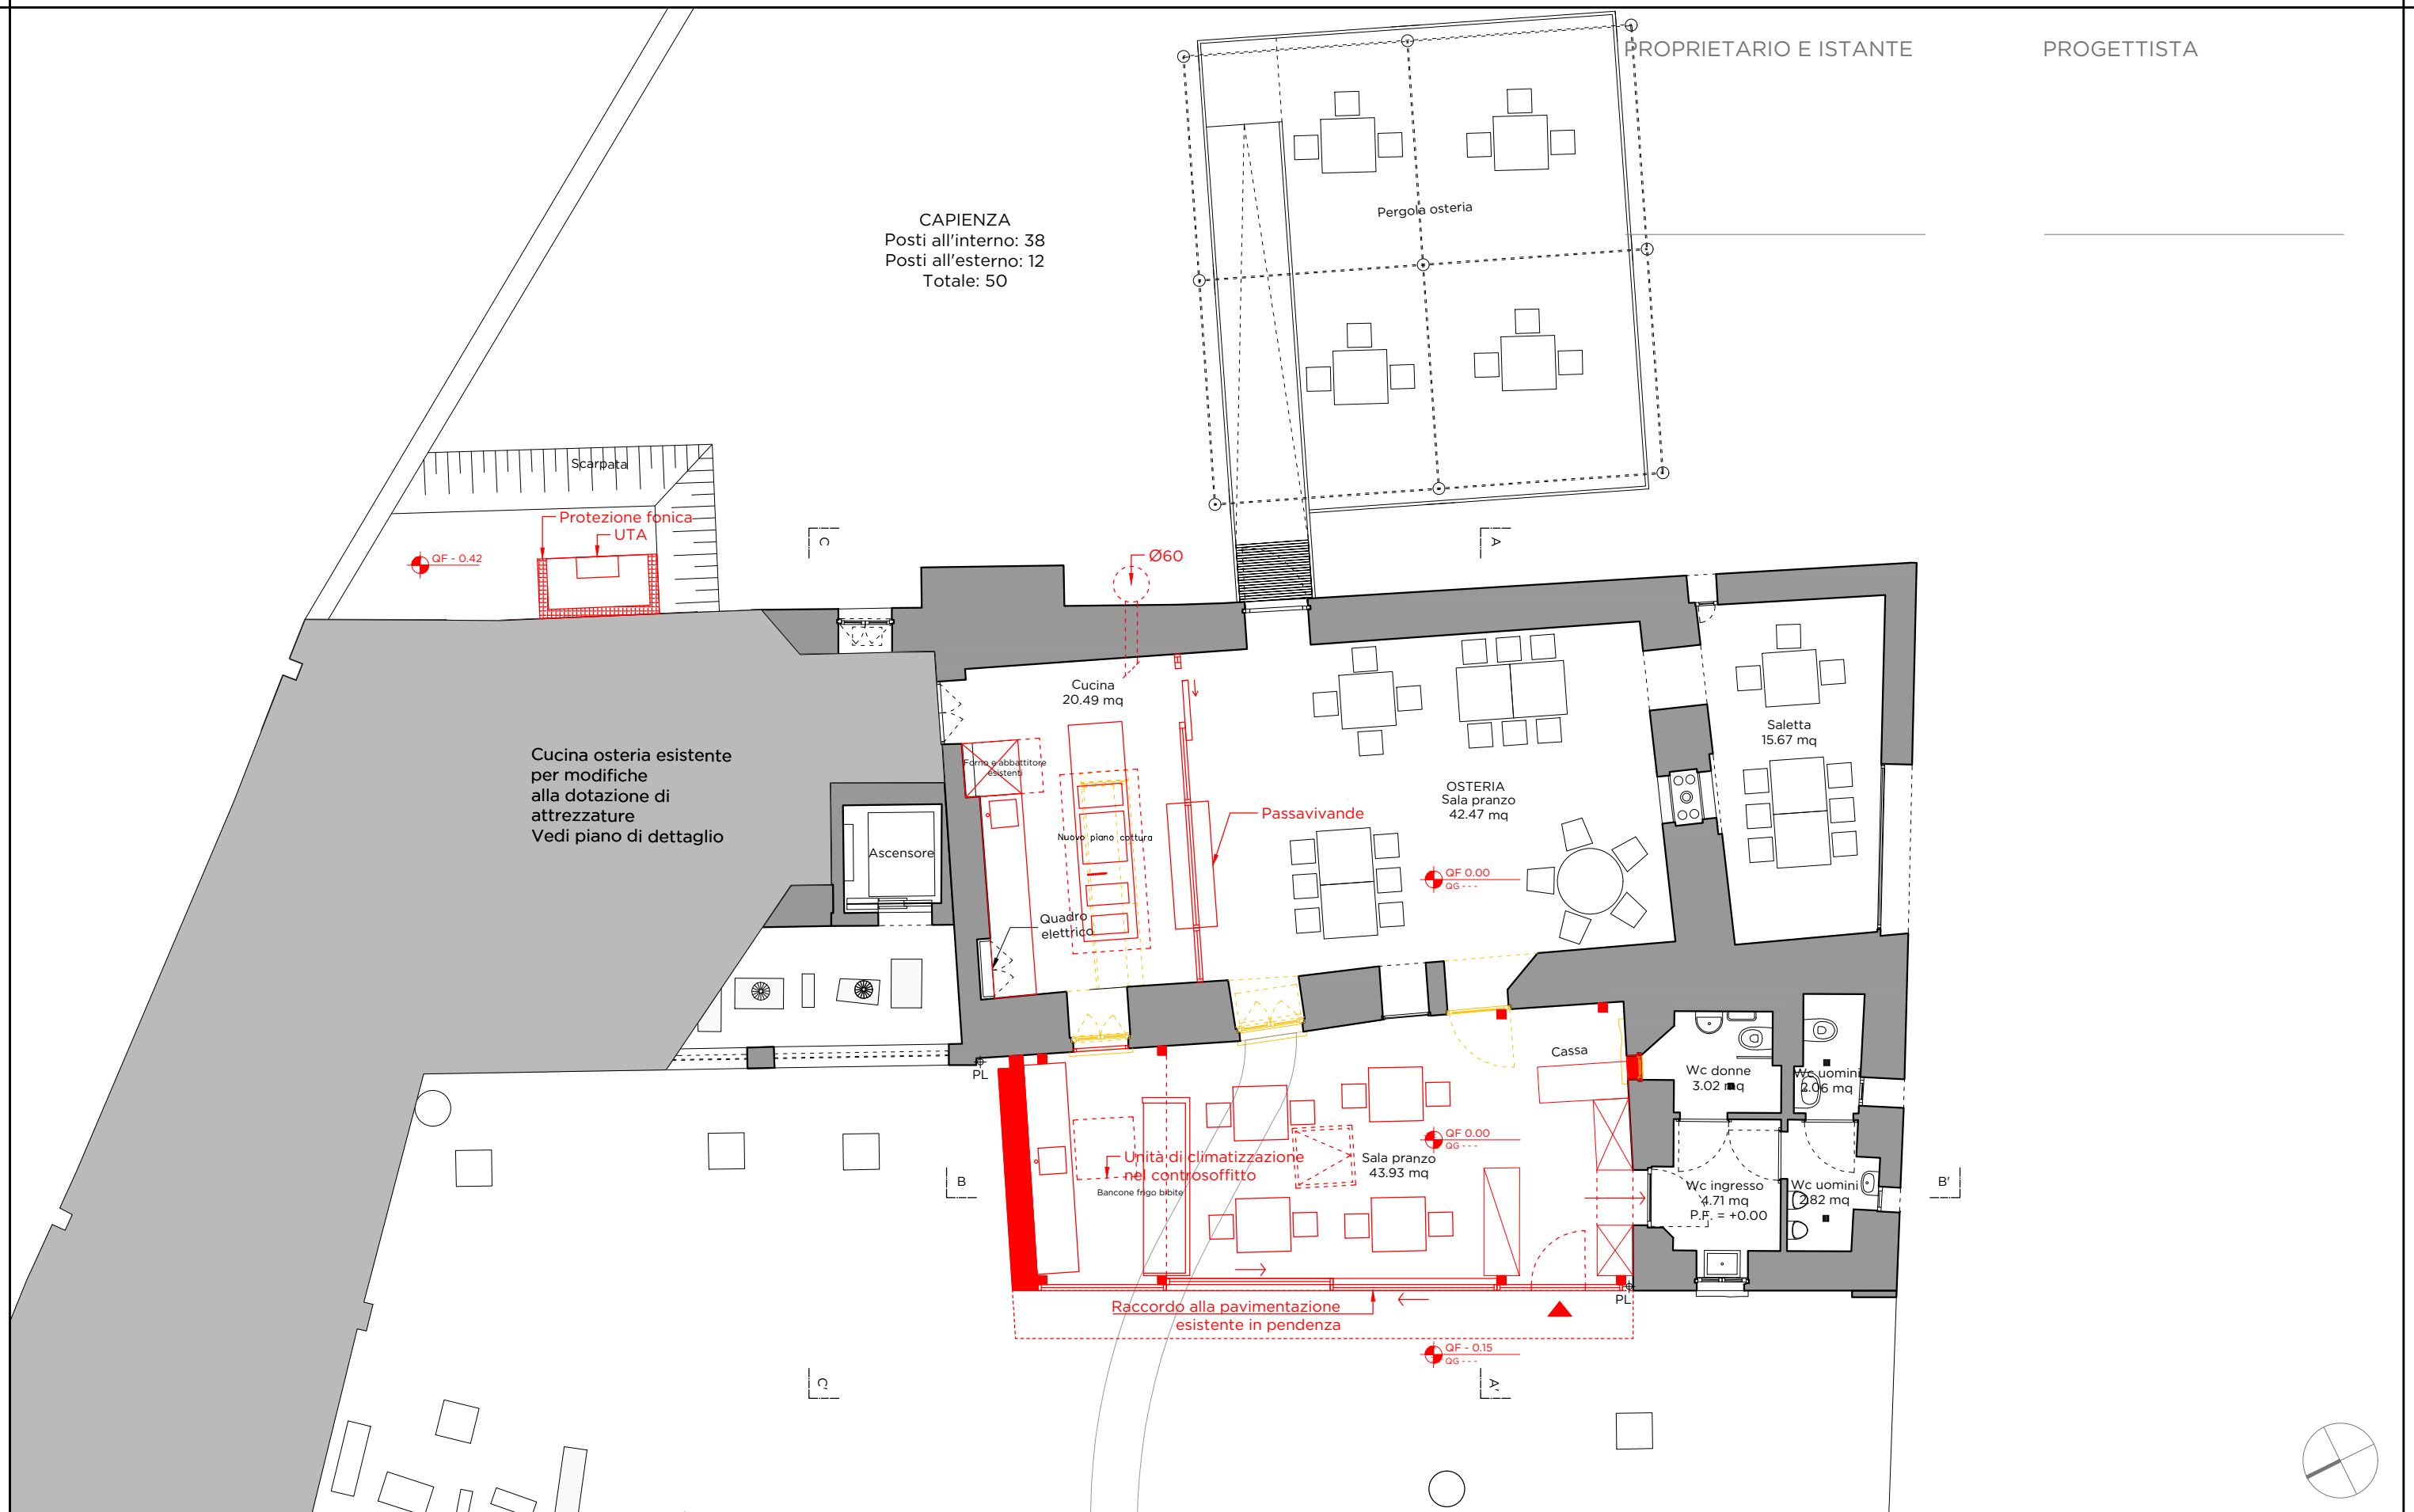 PROPRIETARIO E ISTANTE
PROGETTISTA
CAPIENZA
Posti all'interno: 38
Posti all'esterno: 12
Totale: 50
Pergola osteria
Scarpata
Protezione fonica
UTA
QF - 0.42
C
A
Ø60
Cucina
20.49 mq
Forno e abbattitore
esistenti
Nuovo piano cottura
Quadro
elettrico
Cucina osteria esistente
per modifiche
alla dotazione di
attrezzature
Vedi piano di dettaglio
Ascensore
Passavivande
OSTERIA
Sala pranzo
42.47 mq
QF 0.00
QG - - -
Saletta
15.67 mq
PL
Cassa
Wc donne
3.02 mq
Wc uomini
2.06 mq
QF 0.00
QG - - -
Sala pranzo
43.93 mq
Unità di climatizzazione
nel controsoffitto
Bancone frigo bibite
B
B'
Wc ingresso
4.71 mq
P.F. = +0.00
Wc uomini
2.82 mq
PL
Raccordo alla pavimentazione
esistente in pendenza
QF - 0.15
QG - - -
C'
A'